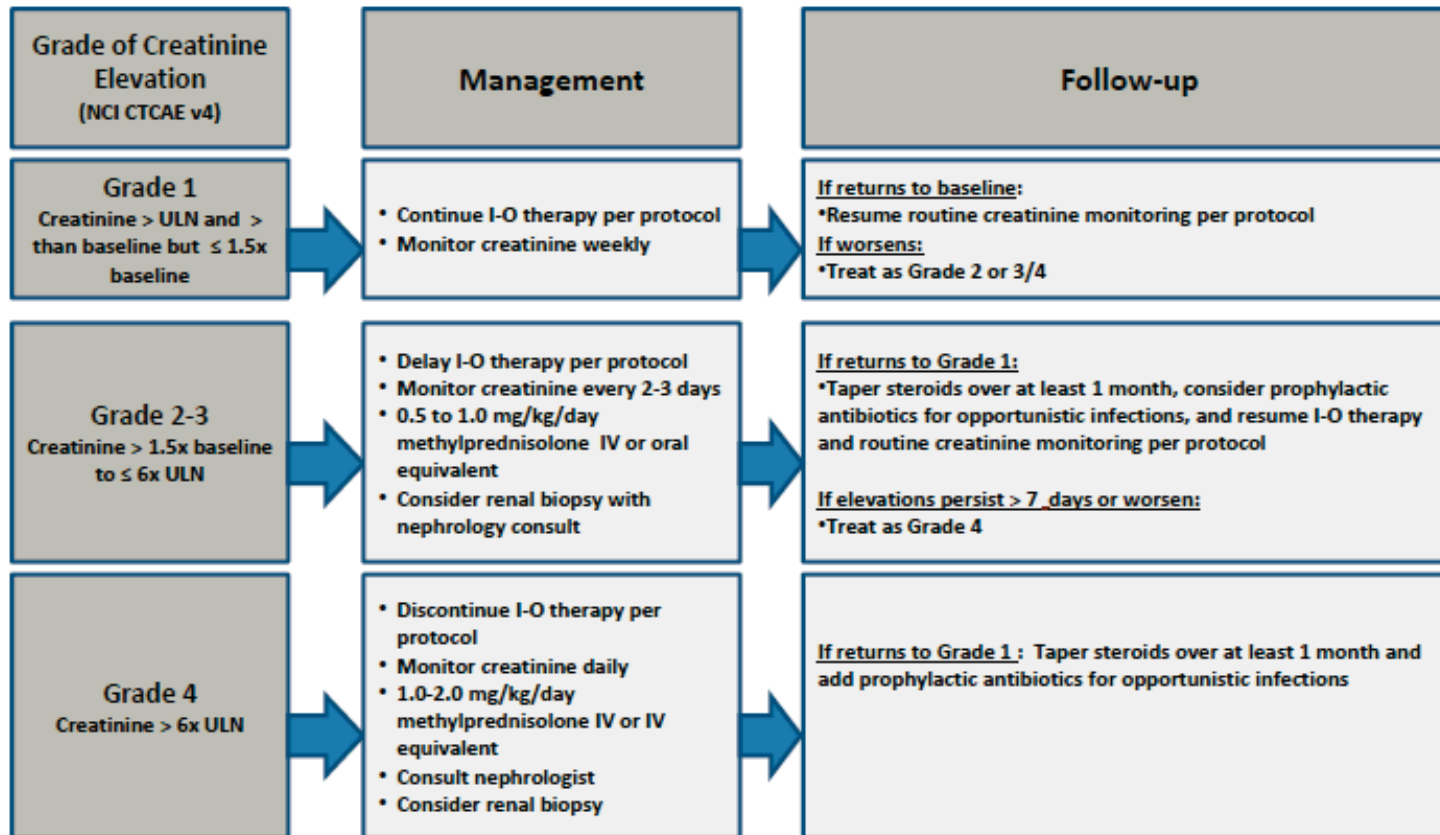 Grade of Creatinine
Elevation
(NCI CTCAE v4)
Management
Follow-up
Grade 1
Creatinine > ULN and >
than baseline but ≤ 1.5x
baseline
• Continue I-O therapy per protocol
• Monitor creatinine weekly
If returns to baseline:
•Resume routine creatinine monitoring per protocol
If worsens:
•Treat as Grade 2 or 3/4
Grade 2-3
Creatinine > 1.5x baseline
to ≤ 6x ULN
• Delay I-O therapy per protocol
• Monitor creatinine every 2-3 days
• 0.5 to 1.0 mg/kg/day
methylprednisolone IV or oral
equivalent
• Consider renal biopsy with
nephrology consult
If returns to Grade 1:
•Taper steroids over at least 1 month, consider prophylactic
antibiotics for opportunistic infections, and resume I-O therapy
and routine creatinine monitoring per protocol
If elevations persist > 7_days or worsen:
•Treat as Grade 4
Grade 4
Creatinine > 6x ULN
• Discontinue I-O therapy per
protocol
• Monitor creatinine daily
• 1.0-2.0 mg/kg/day
methylprednisolone IV or IV
equivalent
• Consult nephrologist
• Consider renal biopsy
If returns to Grade 1 : Taper steroids over at least 1 month and
add prophylactic antibiotics for opportunistic infections